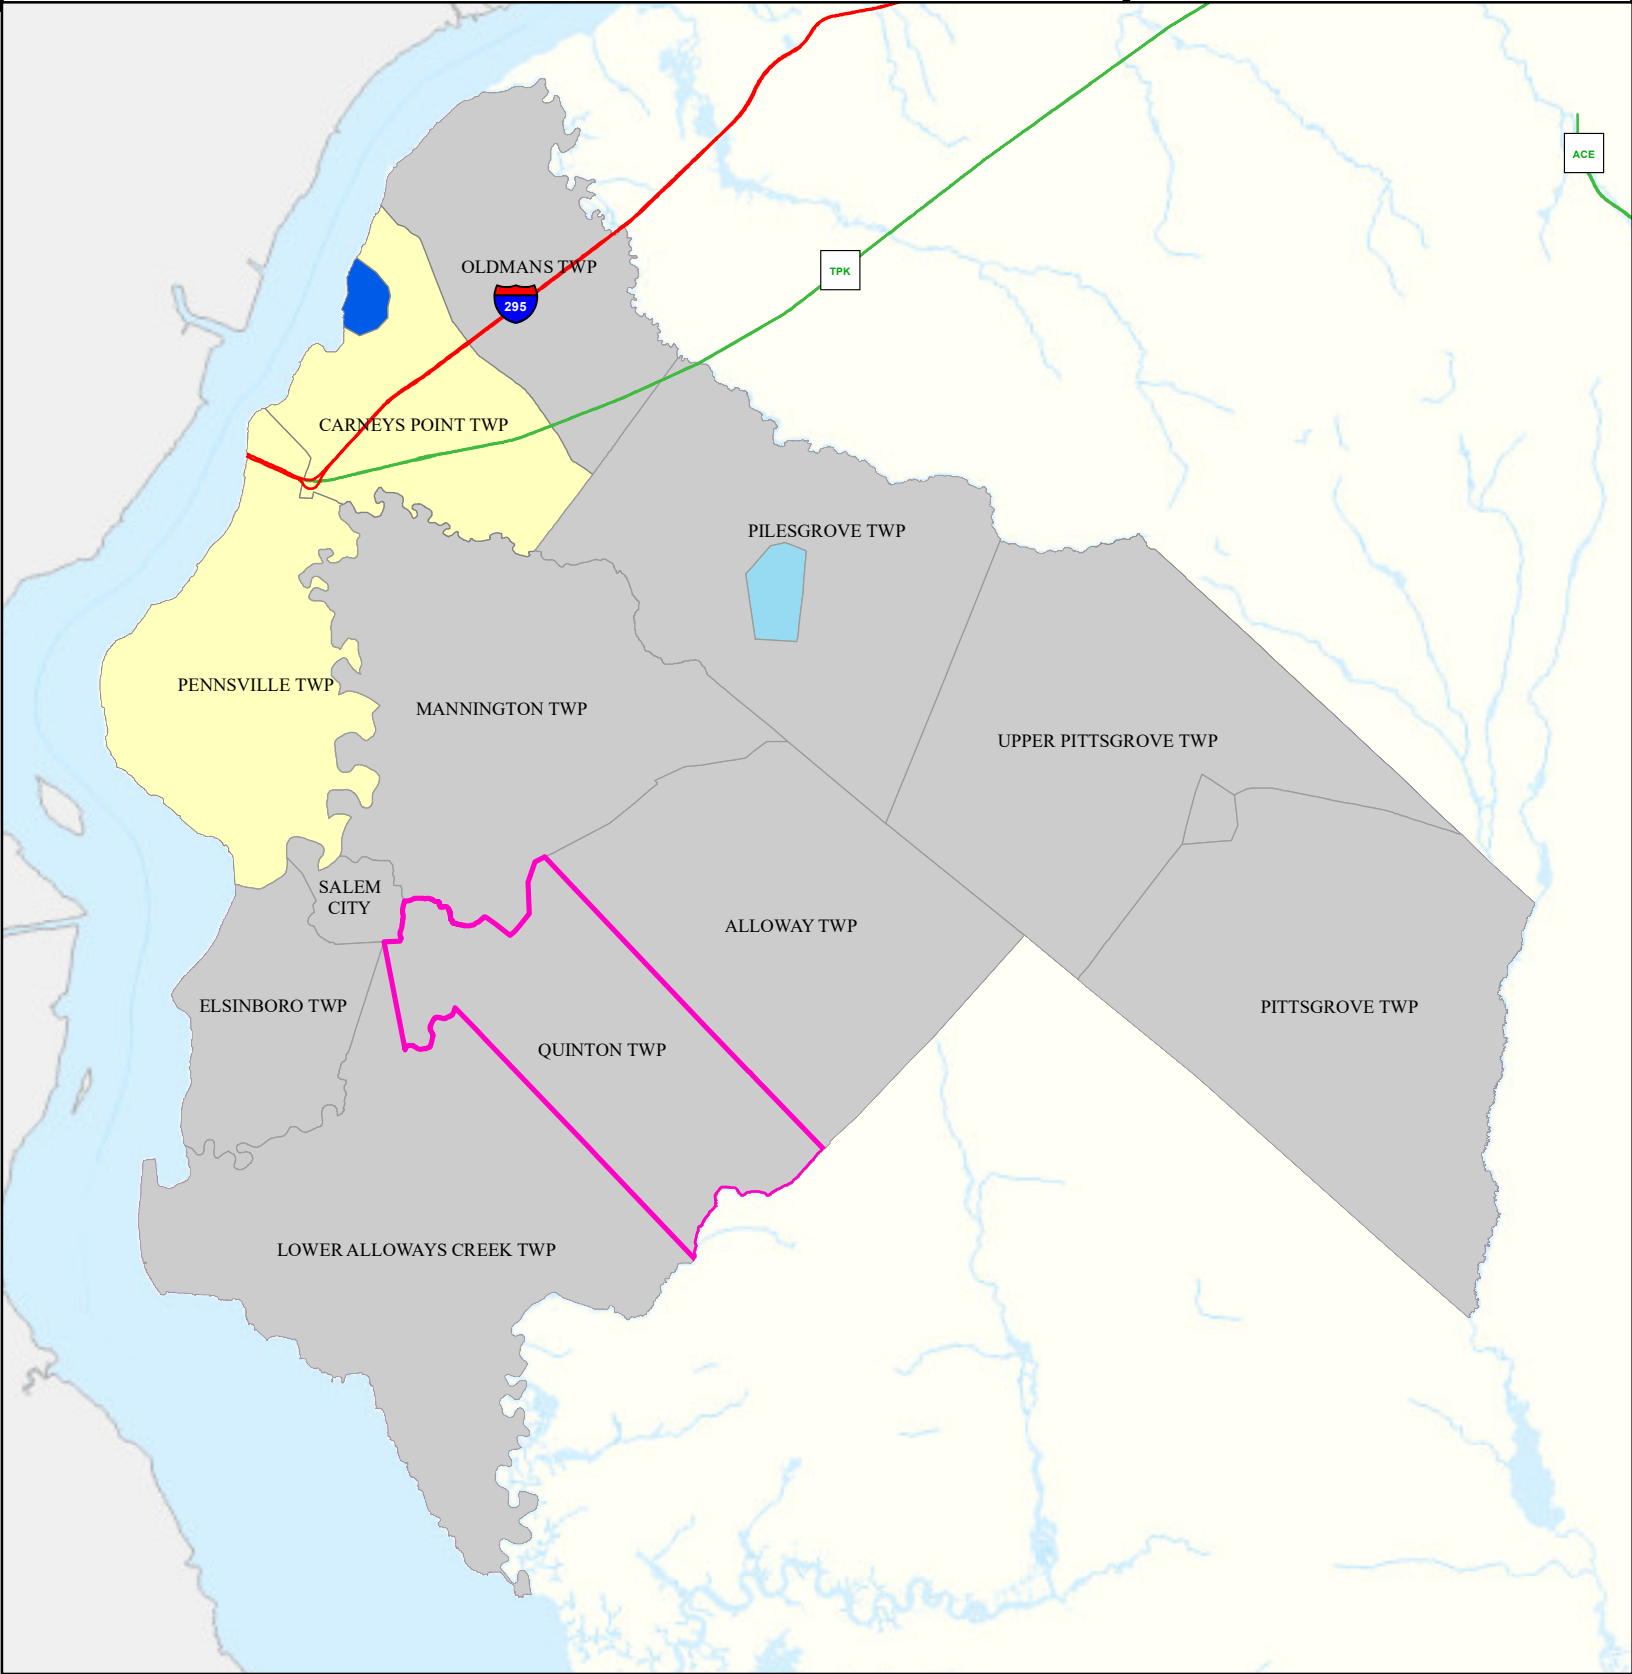 ACE
OLDMANS TWP
TPK
295
CARNEYS POINT TWP
PILESGROVE TWP
PENNSVILLE TWP
MANNINGTON TWP
UPPER PITTSGROVE TWP
SALEM
CITY
ALLOWAY TWP
ELSINBORO TWP
PITTSGROVE TWP
QUINTON TWP
LOWER ALLOWAYS CREEK TWP